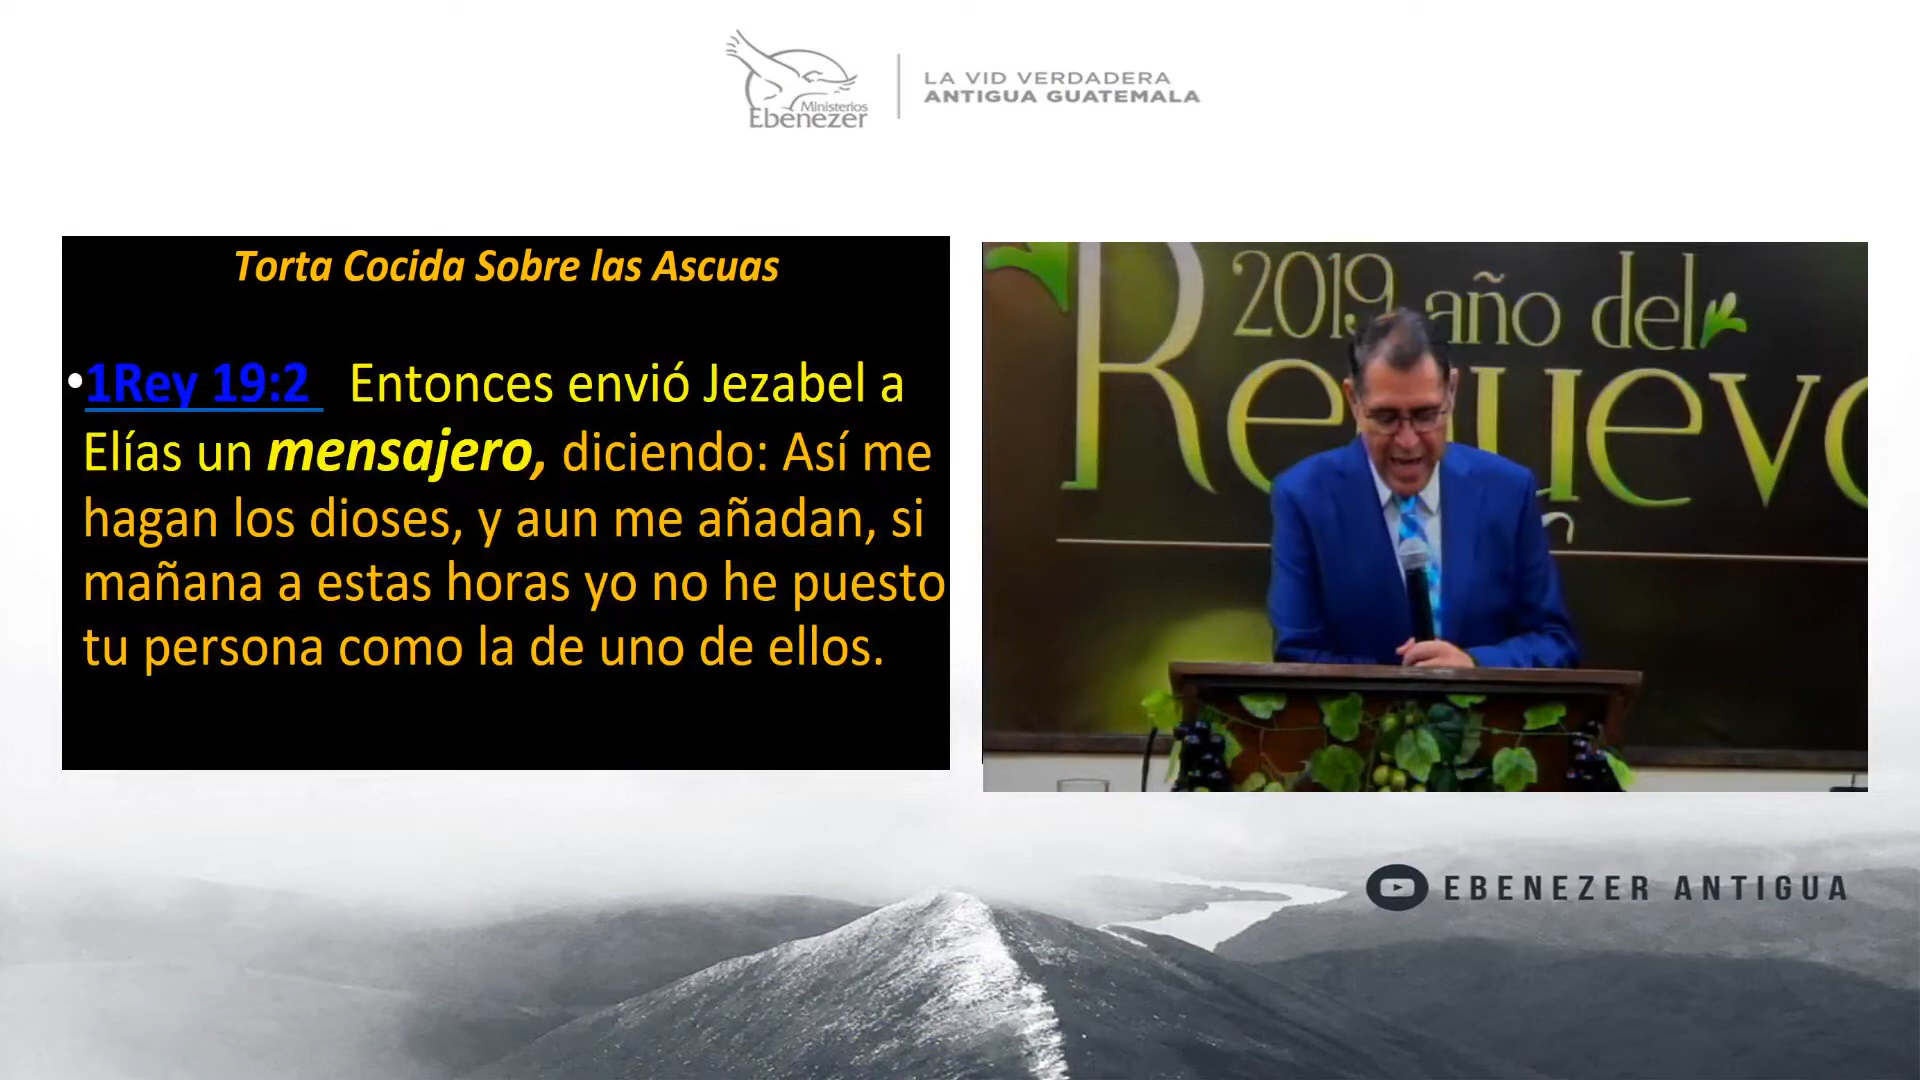 Ministerios
Ebenezer
LA VID VERDADERA
ANTIGUA GUATEMALA
Torta Cocida Sobre las Ascuas
•1Rey 19:2 Entonces envió Jezabel a
Elías un mensajero, diciendo: Así me
hagan los dioses, y aun me añadan, si
mañana a estas horas yo no he puesto
tu persona como la de uno de ellos.
2019 año del
Renuevo
EBENEZER ANTIGUA